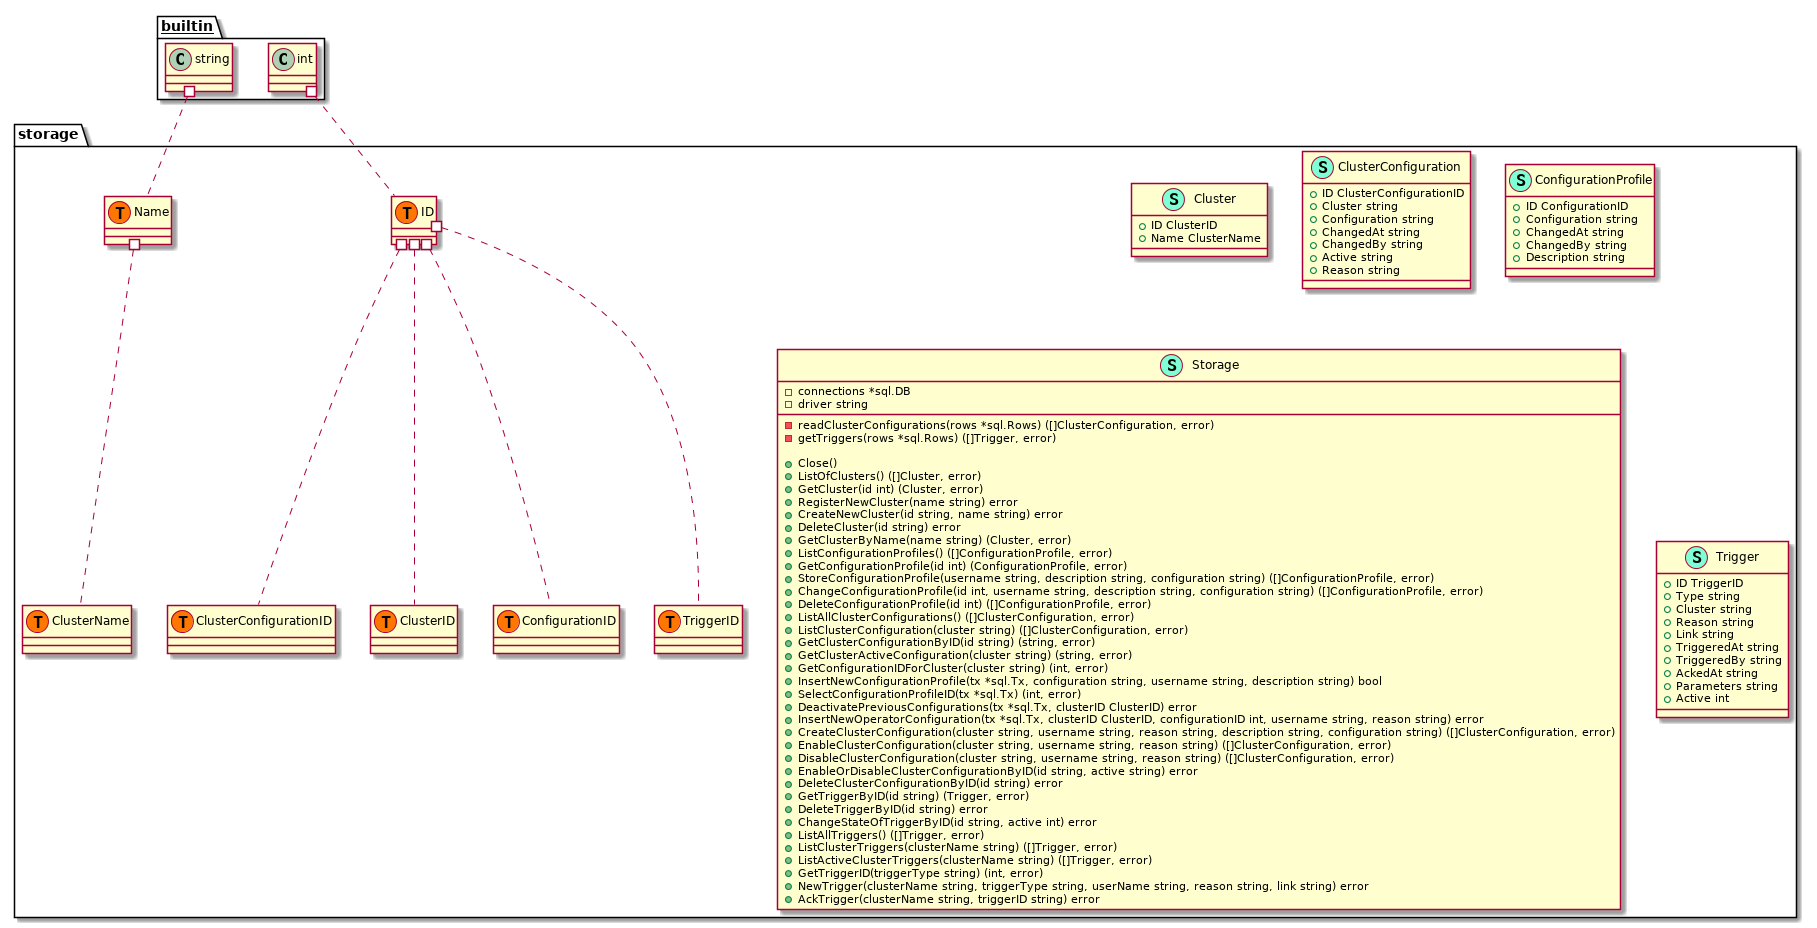 builtin
C string
C int
storage
T Name
T ID
S Cluster
ID ClusterID
Name ClusterName
S ClusterConfiguration
ID ClusterConfigurationID
Cluster string
Configuration string
ChangedAt string
ChangedBy string
Active string
Reason string
S ConfigurationProfile
ID ConfigurationID
Configuration string
ChangedAt string
ChangedBy string
Description string
S Storage
connections *sql.DB
driver string
readClusterConfigurations(rows *sql.Rows) ([]ClusterConfiguration, error)
getTriggers(rows *sql.Rows) ([]Trigger, error)
Close()
ListOfClusters() ([]Cluster, error)
GetCluster(id int) (Cluster, error)
RegisterNewCluster(name string) error
CreateNewCluster(id string, name string) error
DeleteCluster(id string) error
GetClusterByName(name string) (Cluster, error)
ListConfigurationProfiles() ([]ConfigurationProfile, error)
GetConfigurationProfile(id int) (ConfigurationProfile, error)
StoreConfigurationProfile(username string, description string, configuration string) ([]ConfigurationProfile, error)
ChangeConfigurationProfile(id int, username string, description string, configuration string) ([]ConfigurationProfile, error)
DeleteConfigurationProfile(id int) ([]ConfigurationProfile, error)
ListAllClusterConfigurations() ([]ClusterConfiguration, error)
ListClusterConfiguration(cluster string) ([]ClusterConfiguration, error)
GetClusterConfigurationByID(id string) (string, error)
GetClusterActiveConfiguration(cluster string) (string, error)
GetConfigurationIDForCluster(cluster string) (int, error)
InsertNewConfigurationProfile(tx *sql.Tx, configuration string, username string, description string) bool
SelectConfigurationProfileID(tx *sql.Tx) (int, error)
DeactivatePreviousConfigurations(tx *sql.Tx, clusterID ClusterID) error
InsertNewOperatorConfiguration(tx *sql.Tx, clusterID ClusterID, configurationID int, username string, reason string) error
CreateClusterConfiguration(cluster string, username string, reason string, description string, configuration string) ([]ClusterConfiguration, error)
EnableClusterConfiguration(cluster string, username string, reason string) ([]ClusterConfiguration, error)
DisableClusterConfiguration(cluster string, username string, reason string) ([]ClusterConfiguration, error)
EnableOrDisableClusterConfigurationByID(id string, active string) error
DeleteClusterConfigurationByID(id string) error
GetTriggerByID(id string) (Trigger, error)
DeleteTriggerByID(id string) error
ChangeStateOfTriggerByID(id string, active int) error
ListAllTriggers() ([]Trigger, error)
ListClusterTriggers(clusterName string) ([]Trigger, error)
ListActiveClusterTriggers(clusterName string) ([]Trigger, error)
GetTriggerID(triggerType string) (int, error)
NewTrigger(clusterName string, triggerType string, userName string, reason string, link string) error
AckTrigger(clusterName string, triggerID string) error
S Trigger
ID TriggerID
Type string
Cluster string
Reason string
Link string
TriggeredAt string
TriggeredBy string
AckedAt string
Parameters string
Active int
T ClusterName
T ClusterConfigurationID
T ClusterID
T ConfigurationID
T TriggerID